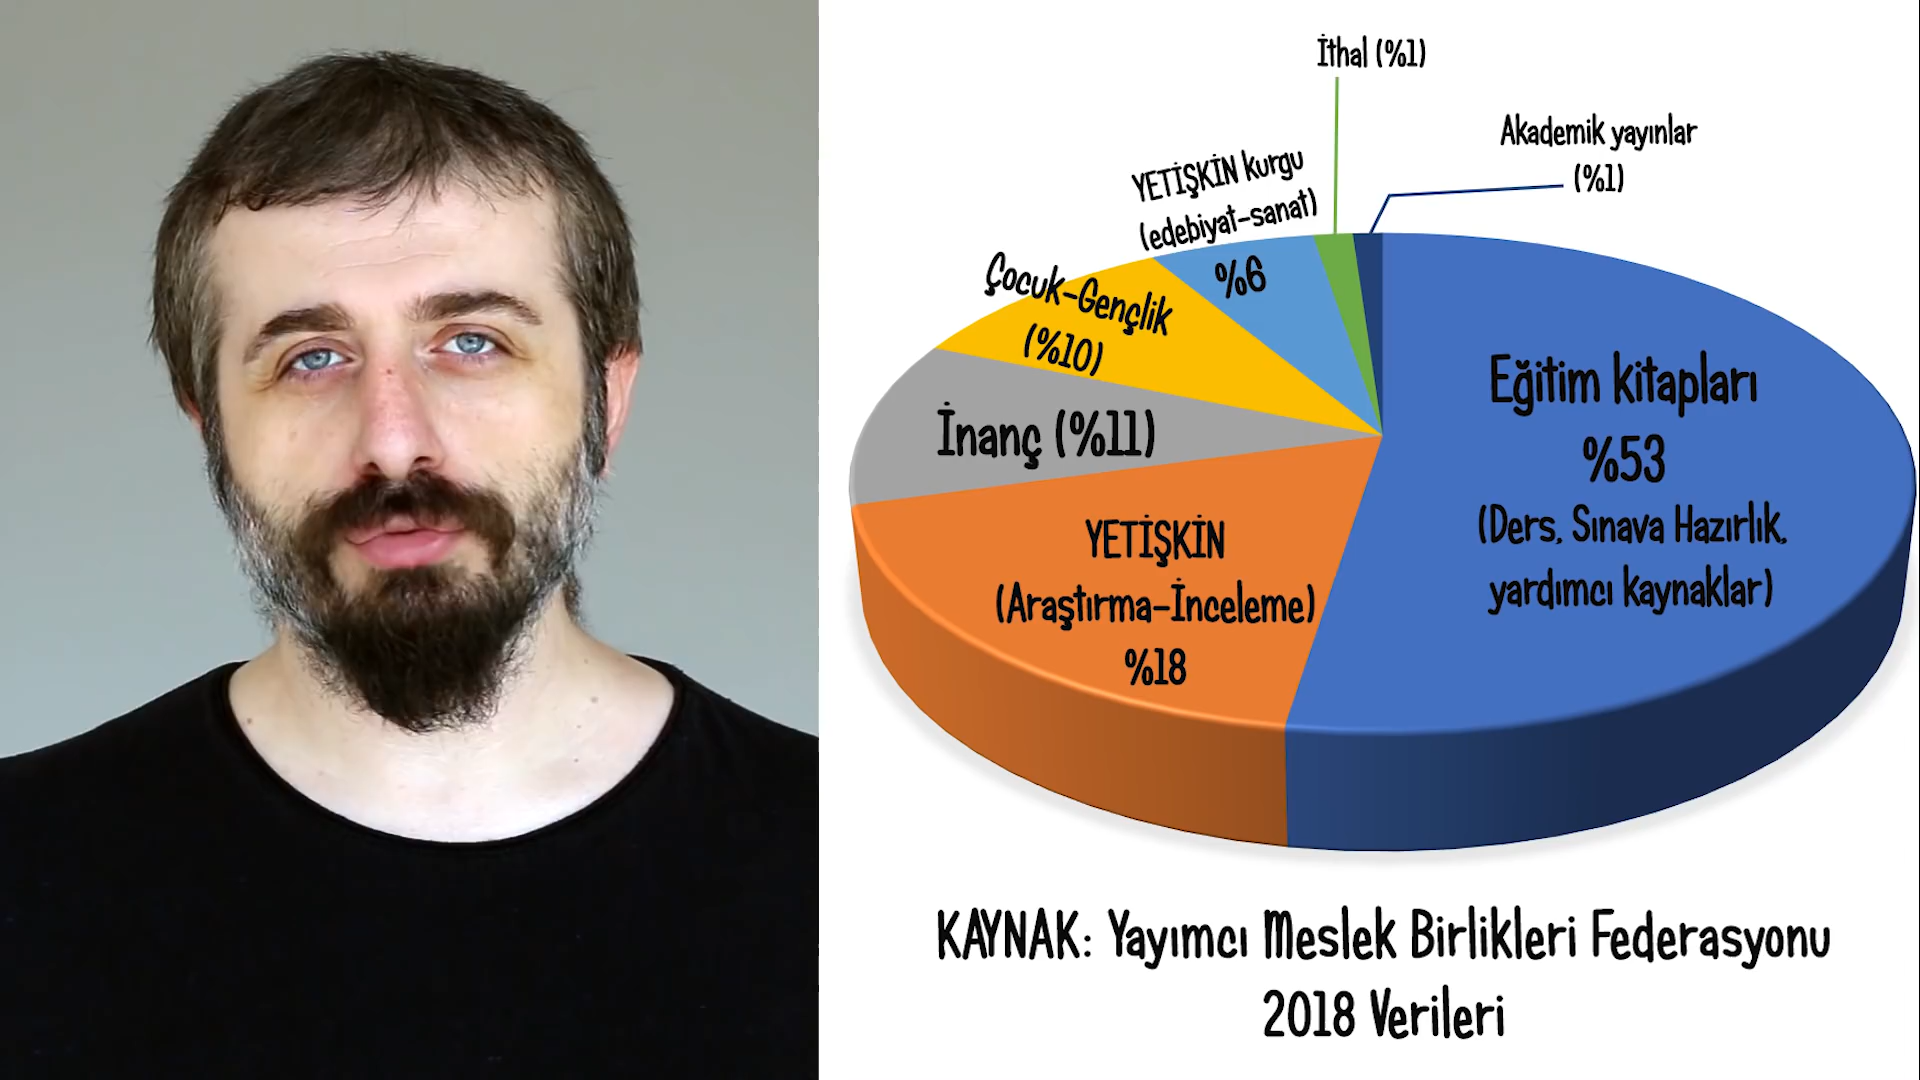 İthal (%1)
Akademik yayınlar
(%1)
YETİŞKİN kurgu
(edebiyat-sanat)
%6
Çocuk-Gençlik
(%10)
İnanç (%11)
YETİŞKİN
(Araştırma-İnceleme)
%18
Eğitim kitapları
%53
(Ders, Sınava Hazırlık,
yardımcı kaynaklar)
KAYNAK: Yayımcı Meslek Birlikleri Federasyonu
2018 Verileri